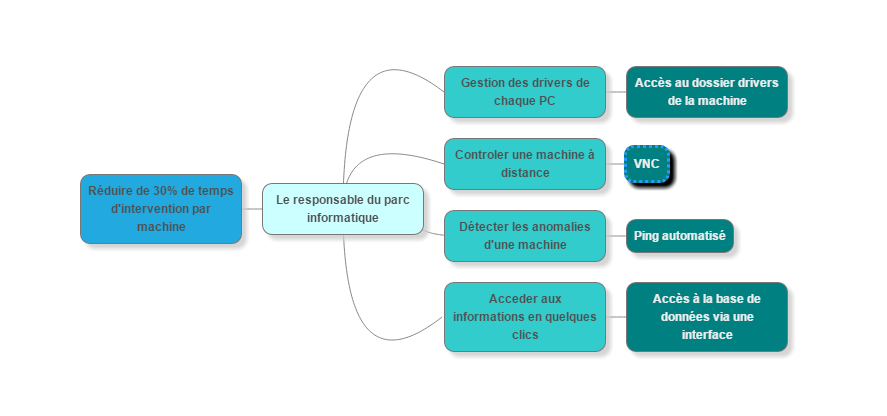 Réduire de 30% de temps
d'intervention par
machine
Le responsable du parc
informatique
Gestion des drivers de
chaque PC
Accès au dossier drivers
de la machine
Controler une machine à
distance
VNC
Détecter les anomalies
d'une machine
Ping automatisé
Acceder aux
informations en quelques
clics
Accès à la base de
données via une
interface